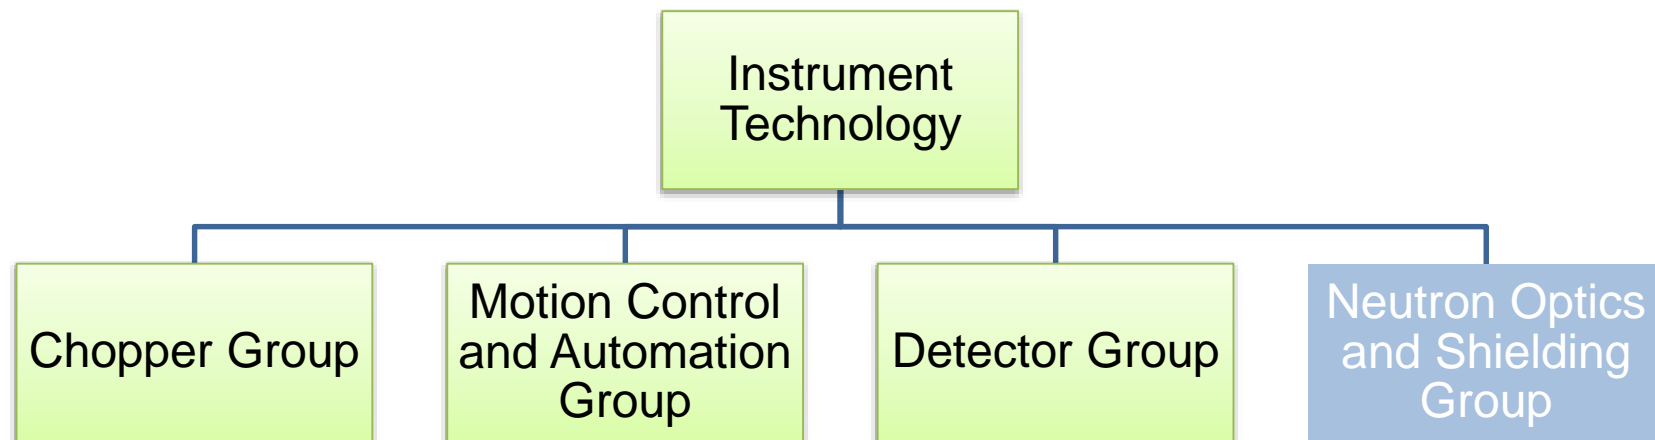 Instrument
Technology
Chopper Group
Motion Control
and Automation
Group
Detector Group
Neutron Optics
and Shielding
Group